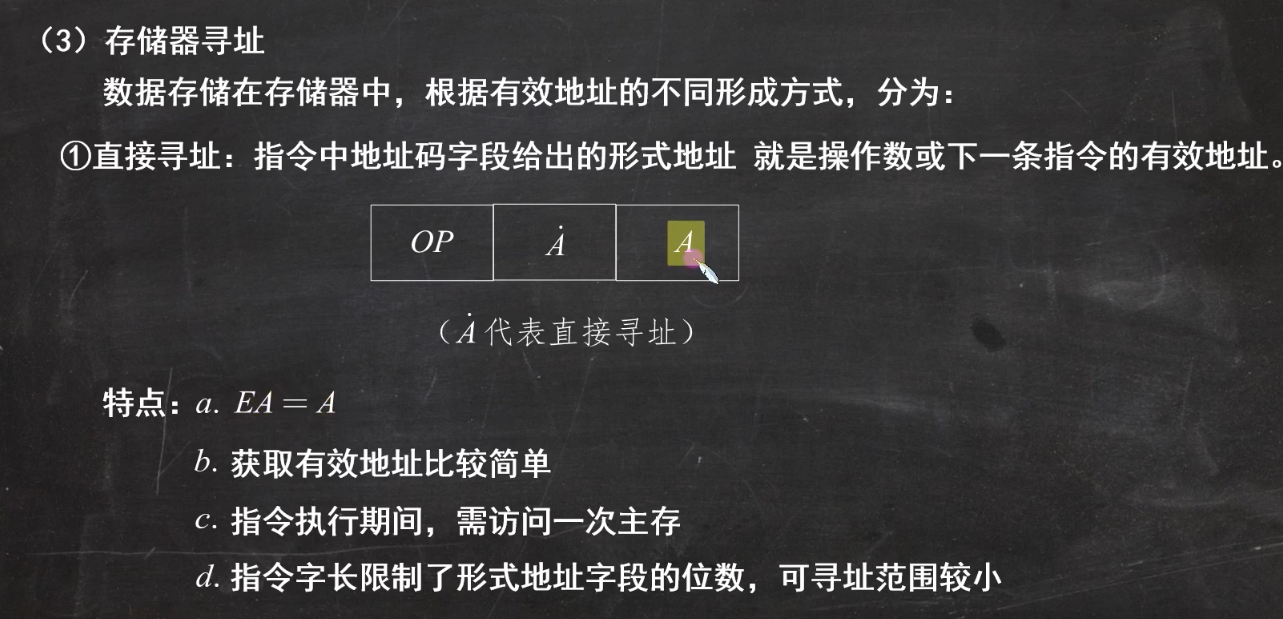 （3）存储器寻址
数据存储在存储器中，根据有效地址的不同形成方式，分为：
①直接寻址：指令中地址码字段给出的形式地址 就是操作数或下一条指令的有效地址。
OP Ȧ A
（Ȧ代表直接寻址）
特点：a. EA = A
b. 获取有效地址比较简单
c. 指令执行期间，需访问一次主存
d. 指令字长限制了形式地址字段的位数，可寻址范围较小